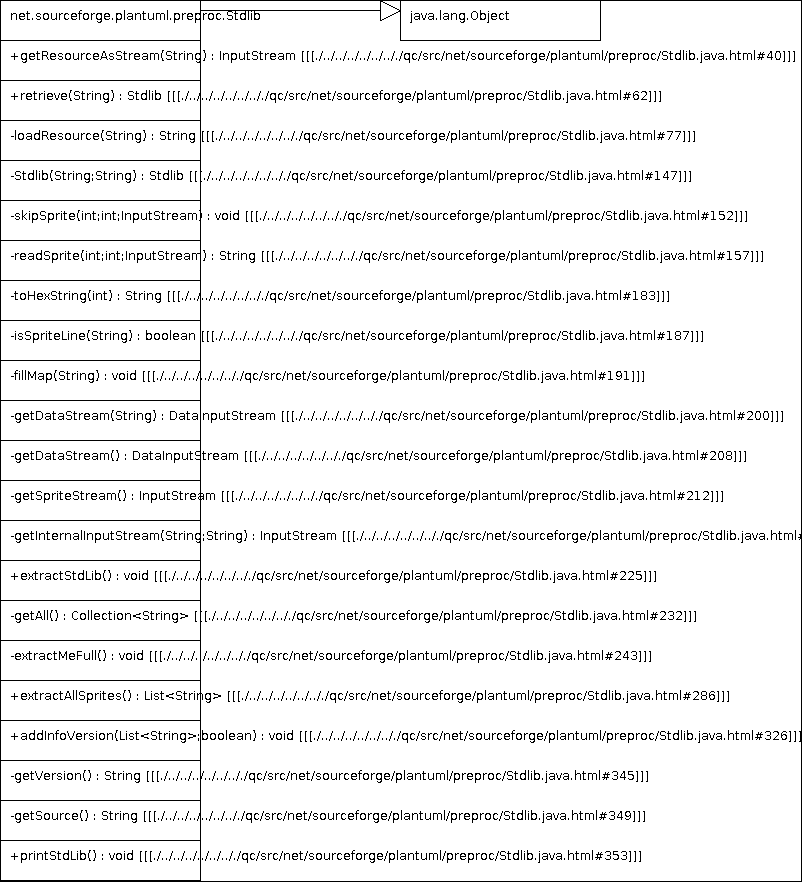 net.sourceforge.plantuml.preproc.Stdlib
java.lang.Object
+getResourceAsStream(String) : InputStream [[[./../../../../../../../qc/src/net/sourceforge/plantuml/preproc/Stdlib.java.html#40]]]
+retrieve(String) : Stdlib [[[./../../../../../../../qc/src/net/sourceforge/plantuml/preproc/Stdlib.java.html#62]]]
-loadResource(String) : String [[[./../../../../../../../qc/src/net/sourceforge/plantuml/preproc/Stdlib.java.html#77]]]
-Stdlib(String;String) : Stdlib [[[./../../../../../../../qc/src/net/sourceforge/plantuml/preproc/Stdlib.java.html#147]]]
-skipSprite(int;int;InputStream) : void [[[./../../../../../../../qc/src/net/sourceforge/plantuml/preproc/Stdlib.java.html#152]]]
-readSprite(int;int;InputStream) : String [[[./../../../../../../../qc/src/net/sourceforge/plantuml/preproc/Stdlib.java.html#157]]]
-toHexString(int) : String [[[./../../../../../../../qc/src/net/sourceforge/plantuml/preproc/Stdlib.java.html#183]]]
-isSpriteLine(String) : boolean [[[./../../../../../../../qc/src/net/sourceforge/plantuml/preproc/Stdlib.java.html#187]]]
-fillMap(String) : void [[[./../../../../../../../qc/src/net/sourceforge/plantuml/preproc/Stdlib.java.html#191]]]
-getDataStream(String) : DataInputStream [[[./../../../../../../../qc/src/net/sourceforge/plantuml/preproc/Stdlib.java.html#200]]]
-getDataStream() : DataInputStream [[[./../../../../../../../qc/src/net/sourceforge/plantuml/preproc/Stdlib.java.html#208]]]
-getSpriteStream() : InputStream [[[./../../../../../../../qc/src/net/sourceforge/plantuml/preproc/Stdlib.java.html#212]]]
-getInternalInputStream(String;String) : InputStream [[[./../../../../../../../qc/src/net/sourceforge/plantuml/preproc/Stdlib.java.html#
+extractStdLib() : void [[[./../../../../../../../qc/src/net/sourceforge/plantuml/preproc/Stdlib.java.html#225]]]
-getAll() : Collection<String> [[[./../../../../../../../qc/src/net/sourceforge/plantuml/preproc/Stdlib.java.html#232]]]
-extractMeFull() : void [[[./../../../../../../../qc/src/net/sourceforge/plantuml/preproc/Stdlib.java.html#243]]]
+extractAllSprites() : List<String> [[[./../../../../../../../qc/src/net/sourceforge/plantuml/preproc/Stdlib.java.html#286]]]
+addInfoVersion(List<String>;boolean) : void [[[./../../../../../../../qc/src/net/sourceforge/plantuml/preproc/Stdlib.java.html#326]]]
-getVersion() : String [[[./../../../../../../../qc/src/net/sourceforge/plantuml/preproc/Stdlib.java.html#345]]]
-getSource() : String [[[./../../../../../../../qc/src/net/sourceforge/plantuml/preproc/Stdlib.java.html#349]]]
+printStdLib() : void [[[./../../../../../../../qc/src/net/sourceforge/plantuml/preproc/Stdlib.java.html#353]]]